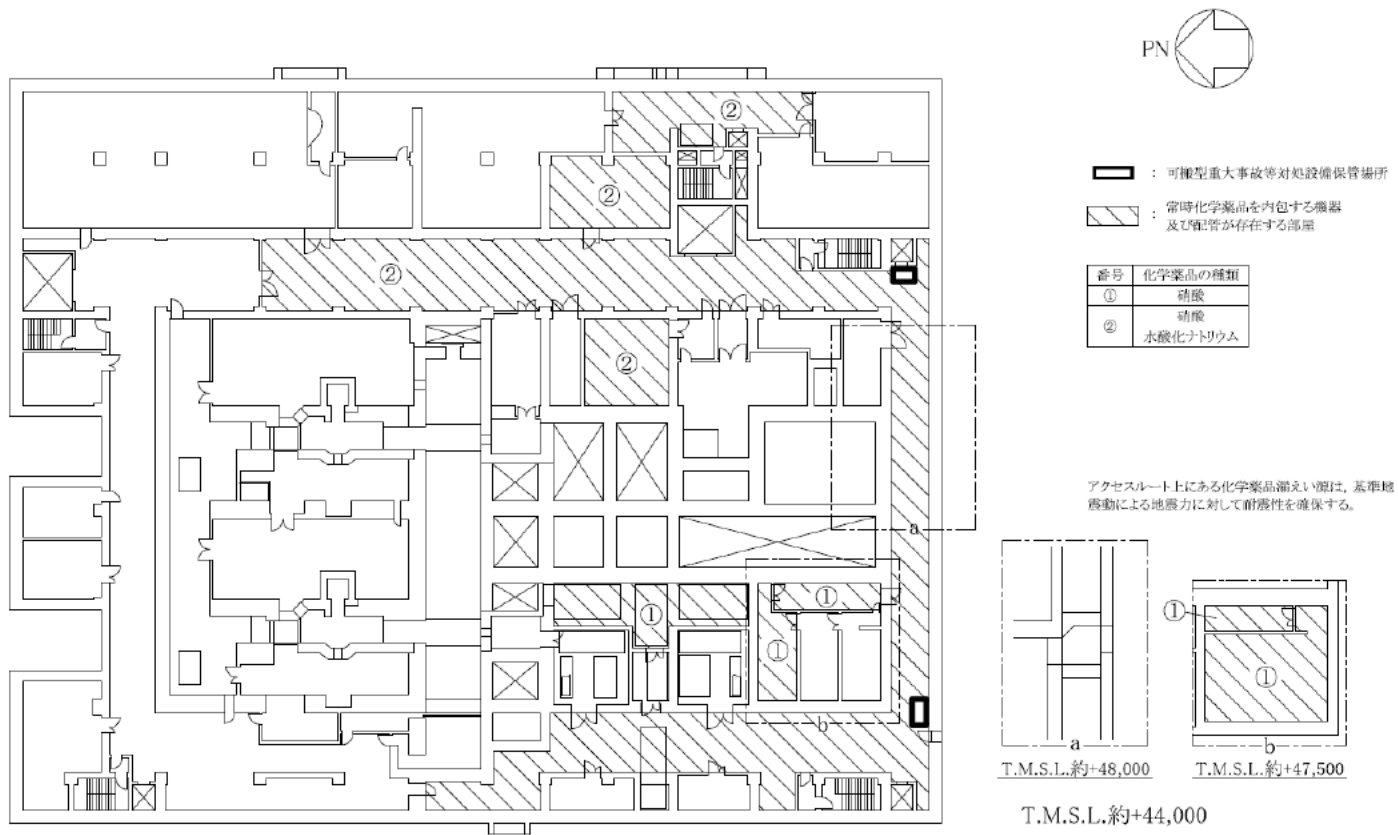 PN
②
：可搬型重大事故等対処設備保管場所
②
：常時化学薬品を内包する機器
及び配管が存在する部屋
②
番号 化学薬品の種類
① 硝酸
② 硝酸
水酸化ナトリウム
②
アクセスルート上にある化学薬品漏えい源は，基準地
震動による地震力に対して耐震性を確保する。
a
①
①
①
①
①
b
a
b
T.M.S.L.約+48,000
T.M.S.L.約+47,500
T.M.S.L.約+44,000